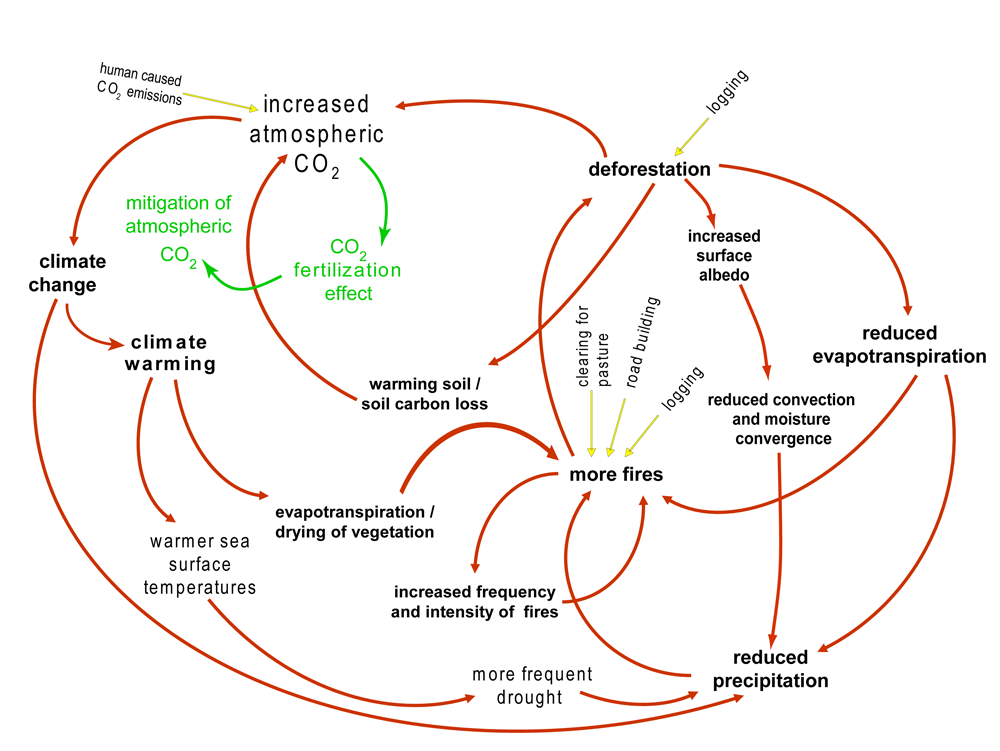 human caused
CO2 emissions
increased
atmospheric
CO2
logging
deforestation
mitigation of
atmospheric
CO2
CO2
fertilization
effect
increased
surface
albedo
climate
change
climate
warming
reduced
evapotranspiration
clearing for
pasture
road building
logging
warming soil /
soil carbon loss
reduced convection
and moisture
convergence
more fires
evapotranspiration /
drying of vegetation
warmer sea
surface
temperatures
increased frequency
and intensity of fires
more frequent
drought
reduced
precipitation